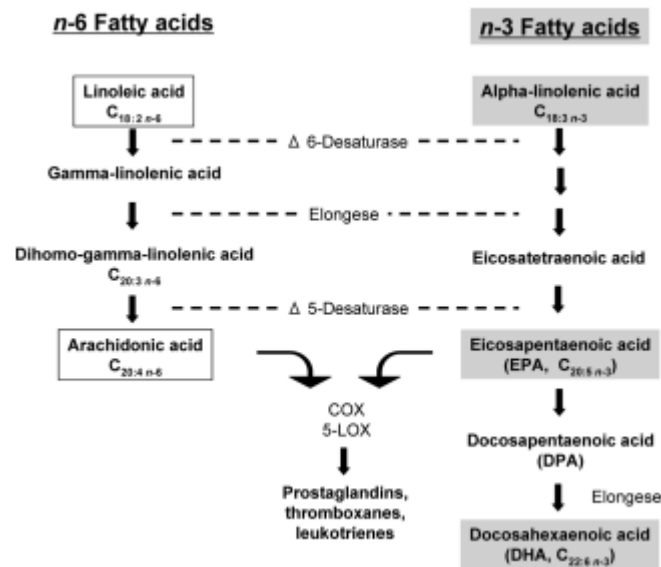 n-6 Fatty acids
n-3 Fatty acids
Linoleic acid
C18:2 n-6
Alpha-linolenic acid
C18:3 n-3
Δ 6-Desaturase
Gamma-linolenic acid
Elongese
Dihomo-gamma-linolenic acid
C20:3 n-6
Eicosatetraenoic acid
Δ 5-Desaturase
Arachidonic acid
C20:4 n-6
Eicosapentaenoic acid
(EPA, C20:5 n-3)
COX
5-LOX
Docosapentaenoic acid
(DPA)
Prostaglandins,
thromboxanes,
leukotrienes
Elongese
Docosahexaenoic acid
(DHA, C22:6 n-3)